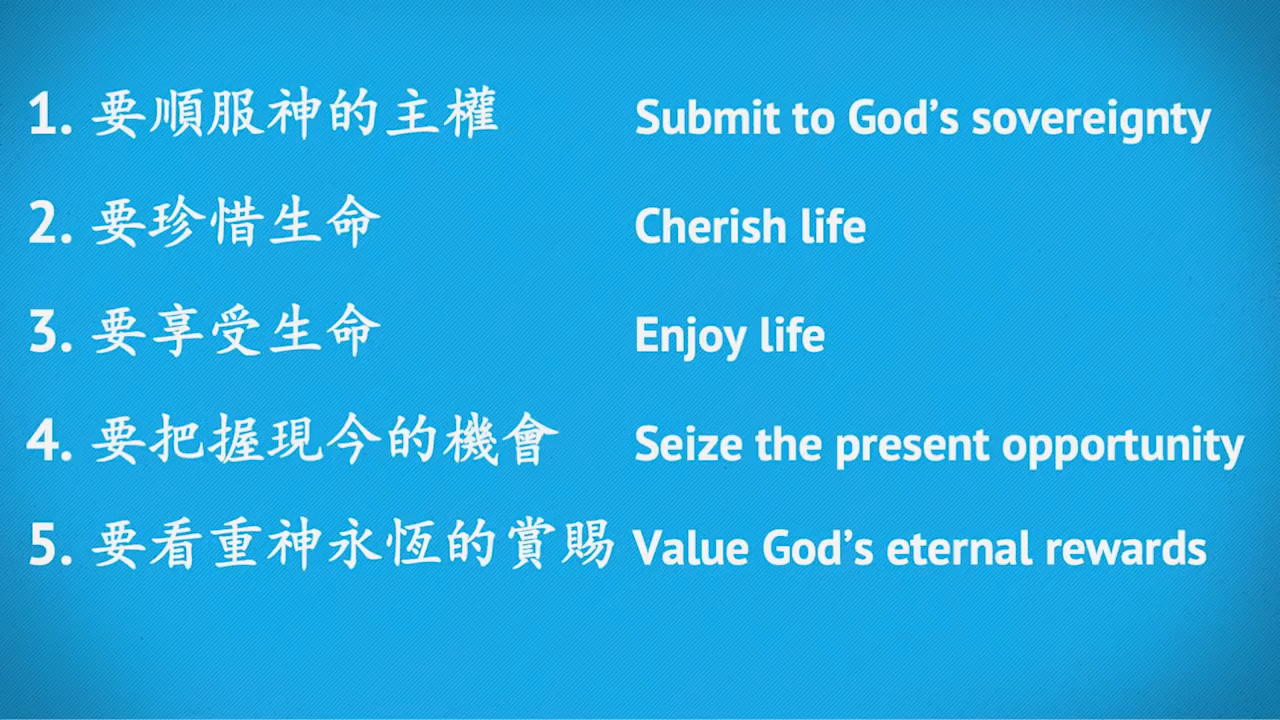 1. 要順服神的主權 Submit to God’s sovereignty
2. 要珍惜生命 Cherish life
3. 要享受生命 Enjoy life
4. 要把握現今的機會 Seize the present opportunity
5. 要看重神永恆的賞賜 Value God’s eternal rewards